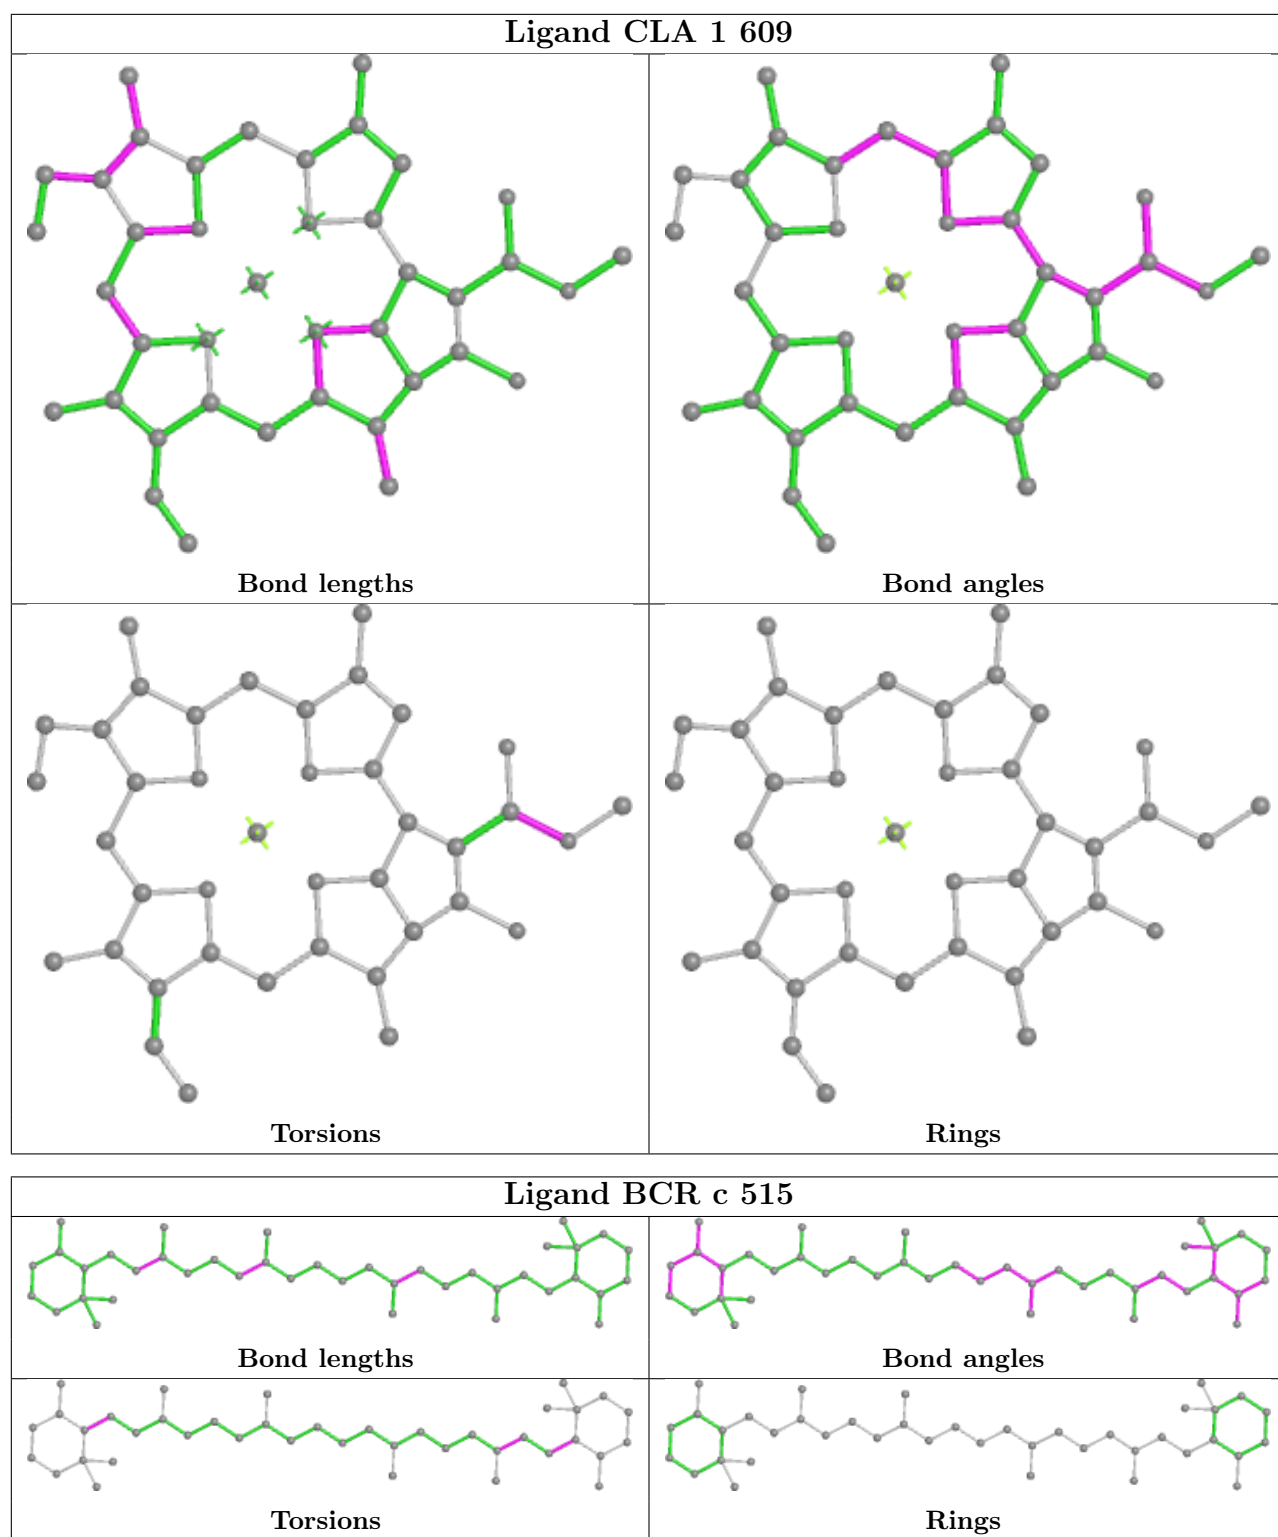 Ligand CLA 1 609
Bond lengths
Bond angles
Torsions
Rings
Ligand BCR c 515
Bond lengths
Bond angles
Torsions
Rings